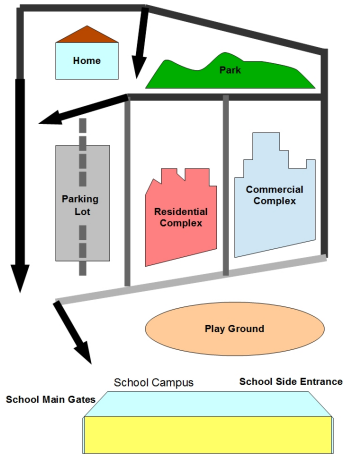 Home
Park
Parking
Lot
Residential
Complex
Commercial
Complex
Play Ground
School Campus
School Side Entrance
School Main Gates